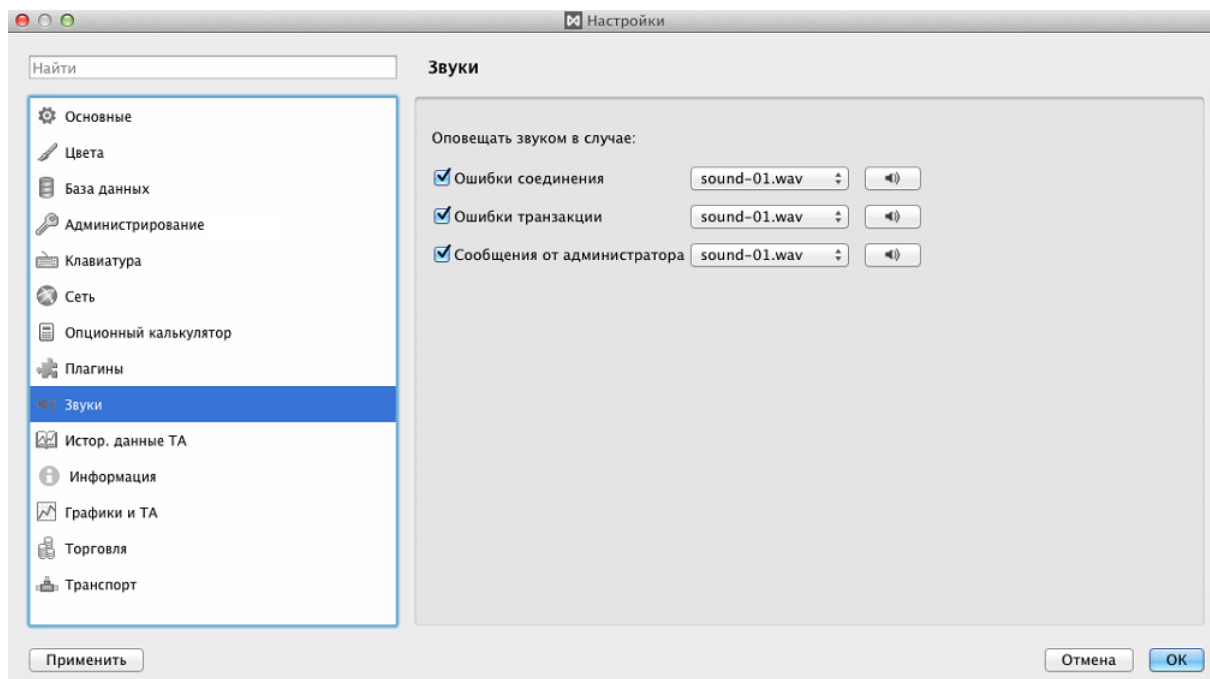 Настройки
Найти
Звуки
Основные
Цвета
База данных
Администрирование
Клавиатура
Сеть
Опционный калькулятор
Плагины
Звуки
Истор. данные ТА
Информация
Графики и ТА
Торговля
Транспорт
Оповещать звуком в случае:
Ошибки соединения sound-01.wav
Ошибки транзакции sound-01.wav
Сообщения от администратора sound-01.wav
Применить
Отмена
OK